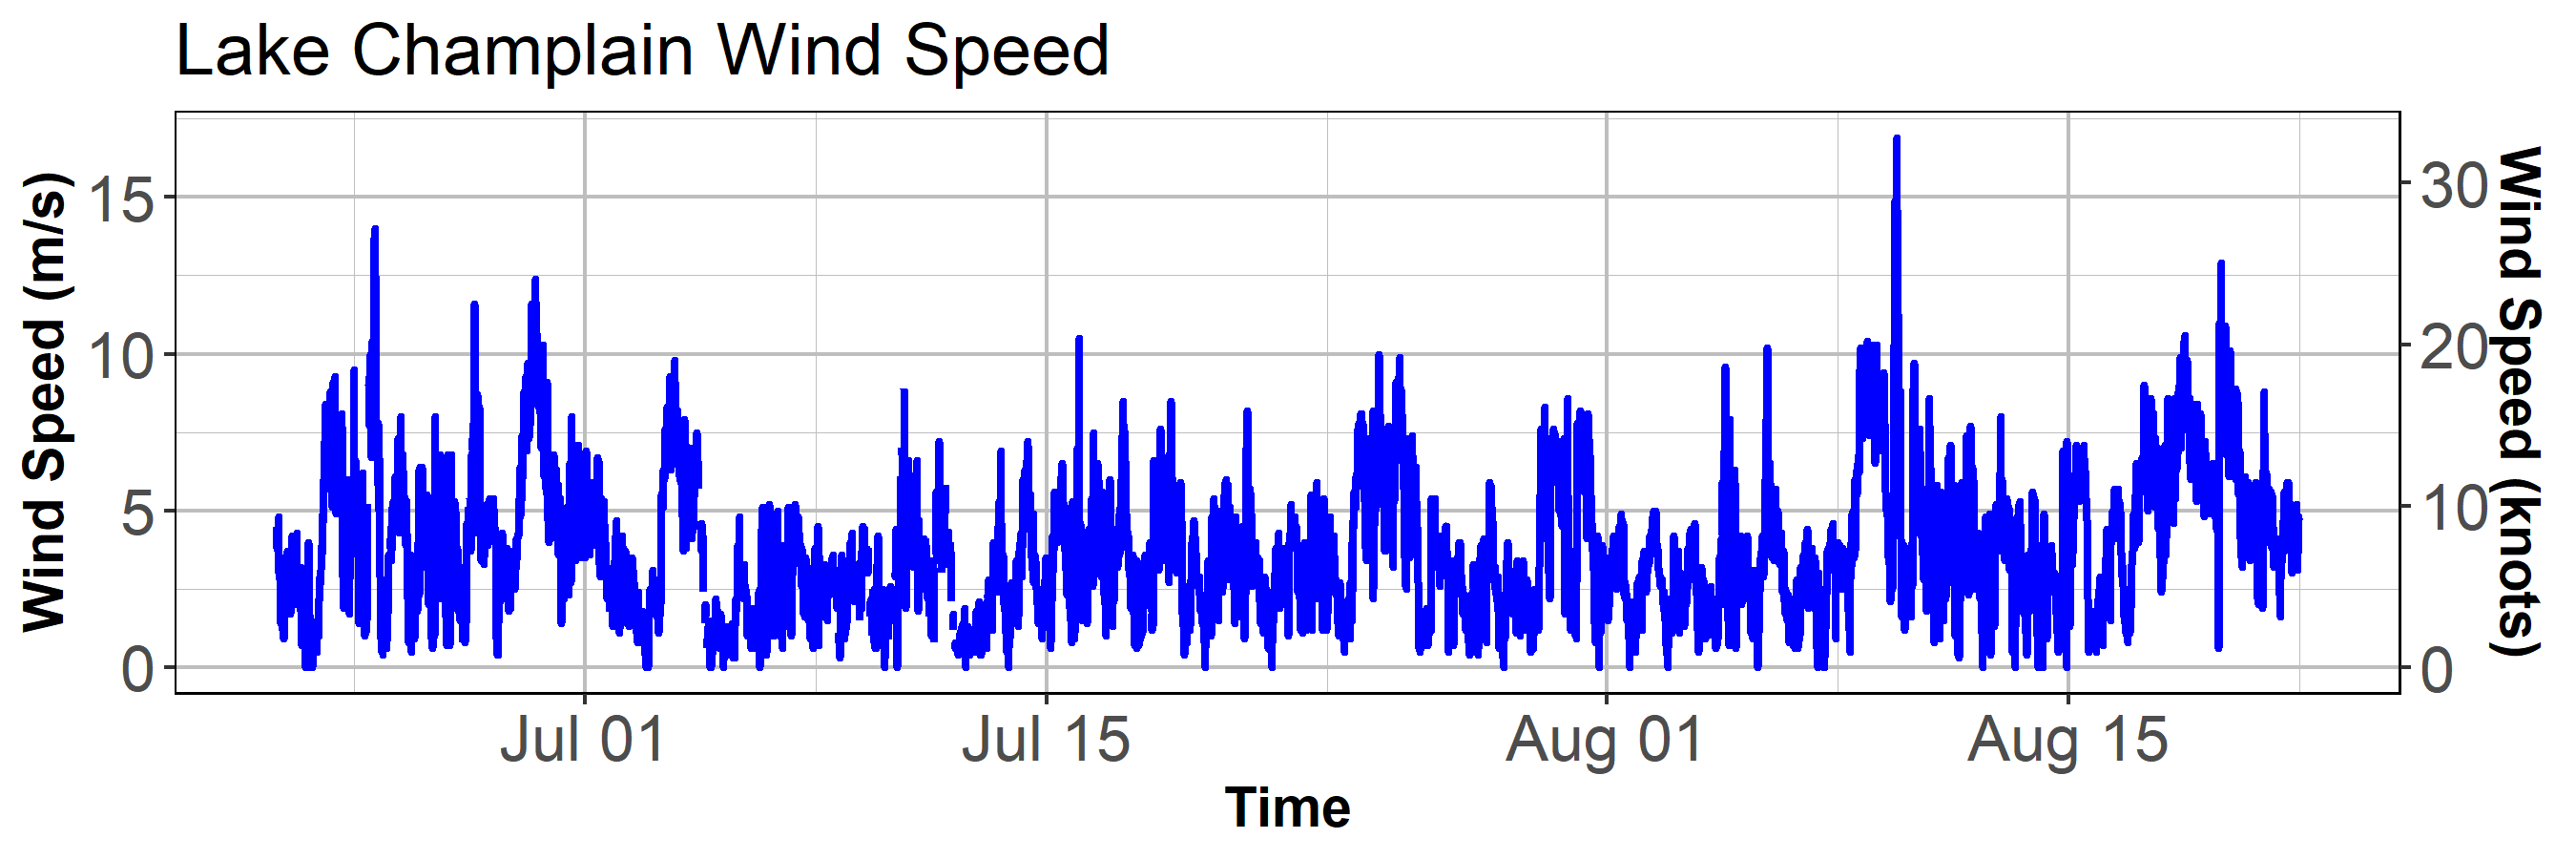 Lake Champlain Wind Speed
Wind Speed (m/s)
15
10
5
0
30
20
10
0
Wind Speed (knots)
Jul 01
Jul 15
Aug 01
Aug 15
Time